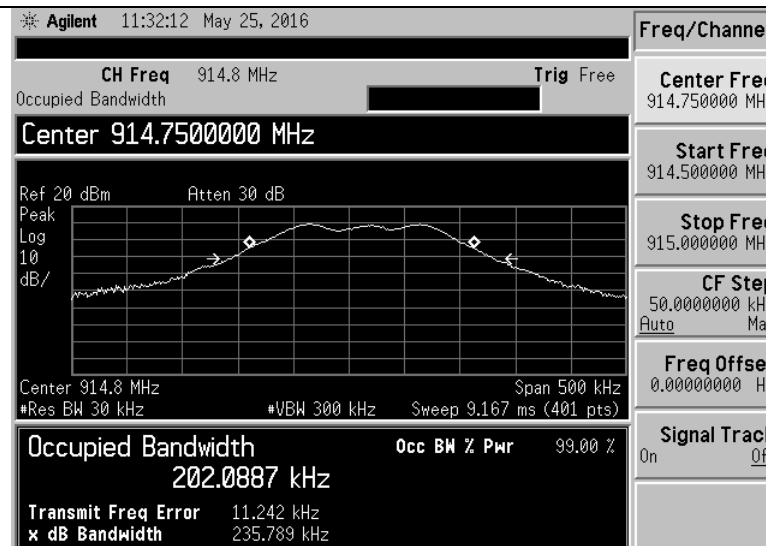 Agilent 11:32:12 May 25, 2016
Freq/Channe
CH Freq 914.8 MHz Trig Free
Occupied Bandwidth
Center 914.7500000 MHz
Ref 20 dBm Atten 30 dB
Peak
Log
10
dB/
Center 914.8 MHz Span 500 kHz
#Res BW 30 kHz #VBW 300 kHz Sweep 9.167 ms (401 pts)
Occupied Bandwidth Occ BW % Pwr 99.00 %
202.0887 kHz
Transmit Freq Error 11.242 kHz
x dB Bandwidth 235.789 kHz
Center Freq
914.750000 MH
Start Freq
914.500000 MH
Stop Freq
915.000000 MH
CF Step
50.0000000 kH
Auto Ma
Freq Offse
0.00000000 H
Signal Track
On Of